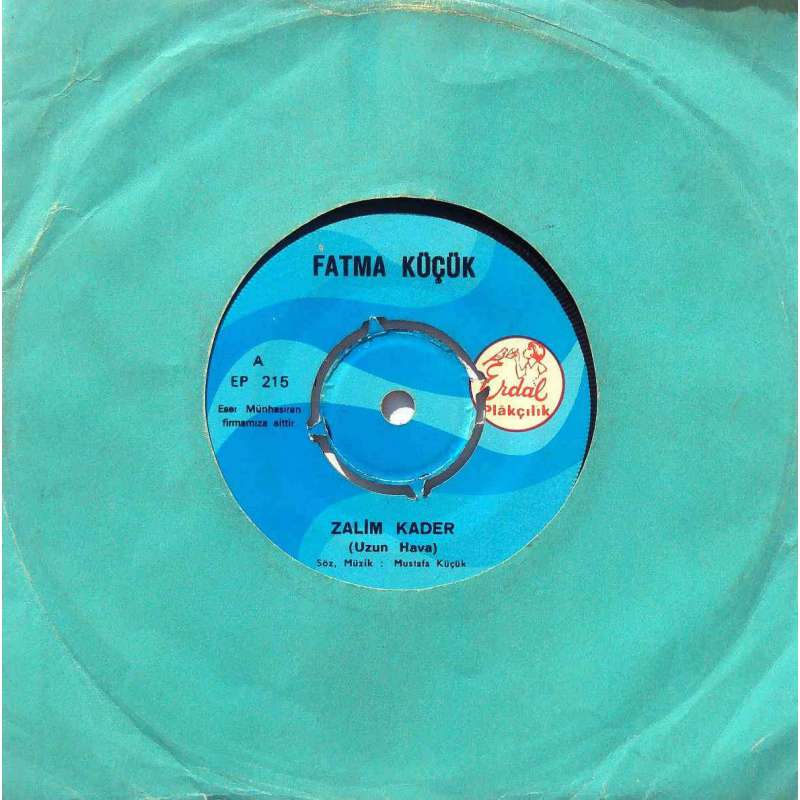 FATMA KÜÇÜK
A
EP 215
Eser Münhasıran
firmamıza aittir
Erdal
Plâkçılık
ZALİM KADER
(Uzun Hava)
Söz, Müzik : Mustafa Küçük